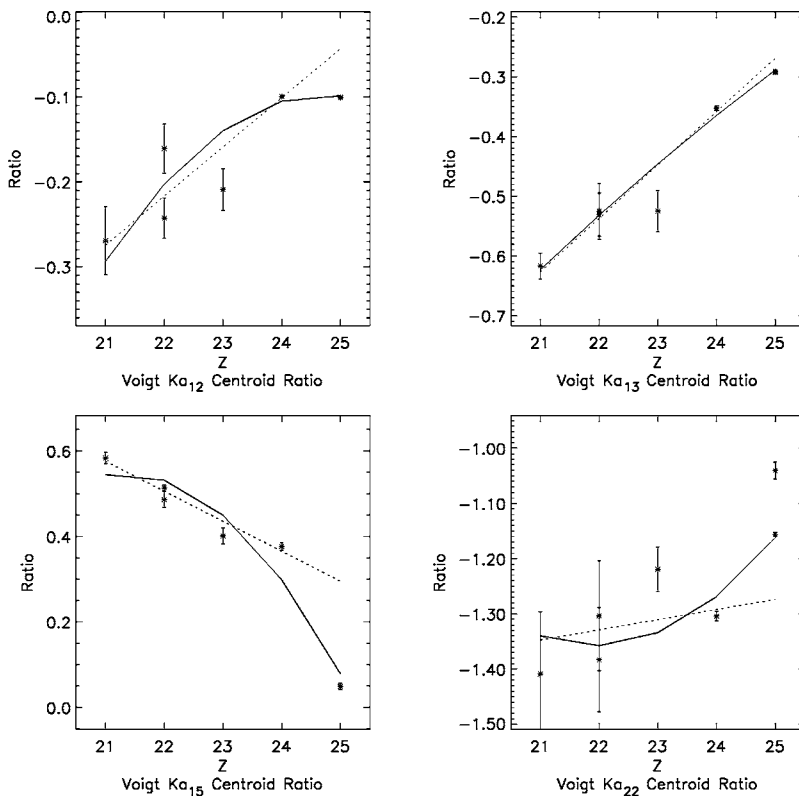 0.0
-0.1
-0.2
-0.3
Ratio
21 22 23 24 25
Z
Voigt Ka12 Centroid Ratio
-0.2
-0.3
-0.4
-0.5
-0.6
-0.7
Ratio
21 22 23 24 25
Z
Voigt Ka13 Centroid Ratio
0.6
0.4
0.2
0.0
Ratio
21 22 23 24 25
Z
Voigt Ka15 Centroid Ratio
-1.00
-1.10
-1.20
-1.30
-1.40
-1.50
Ratio
21 22 23 24 25
Z
Voigt Ka22 Centroid Ratio